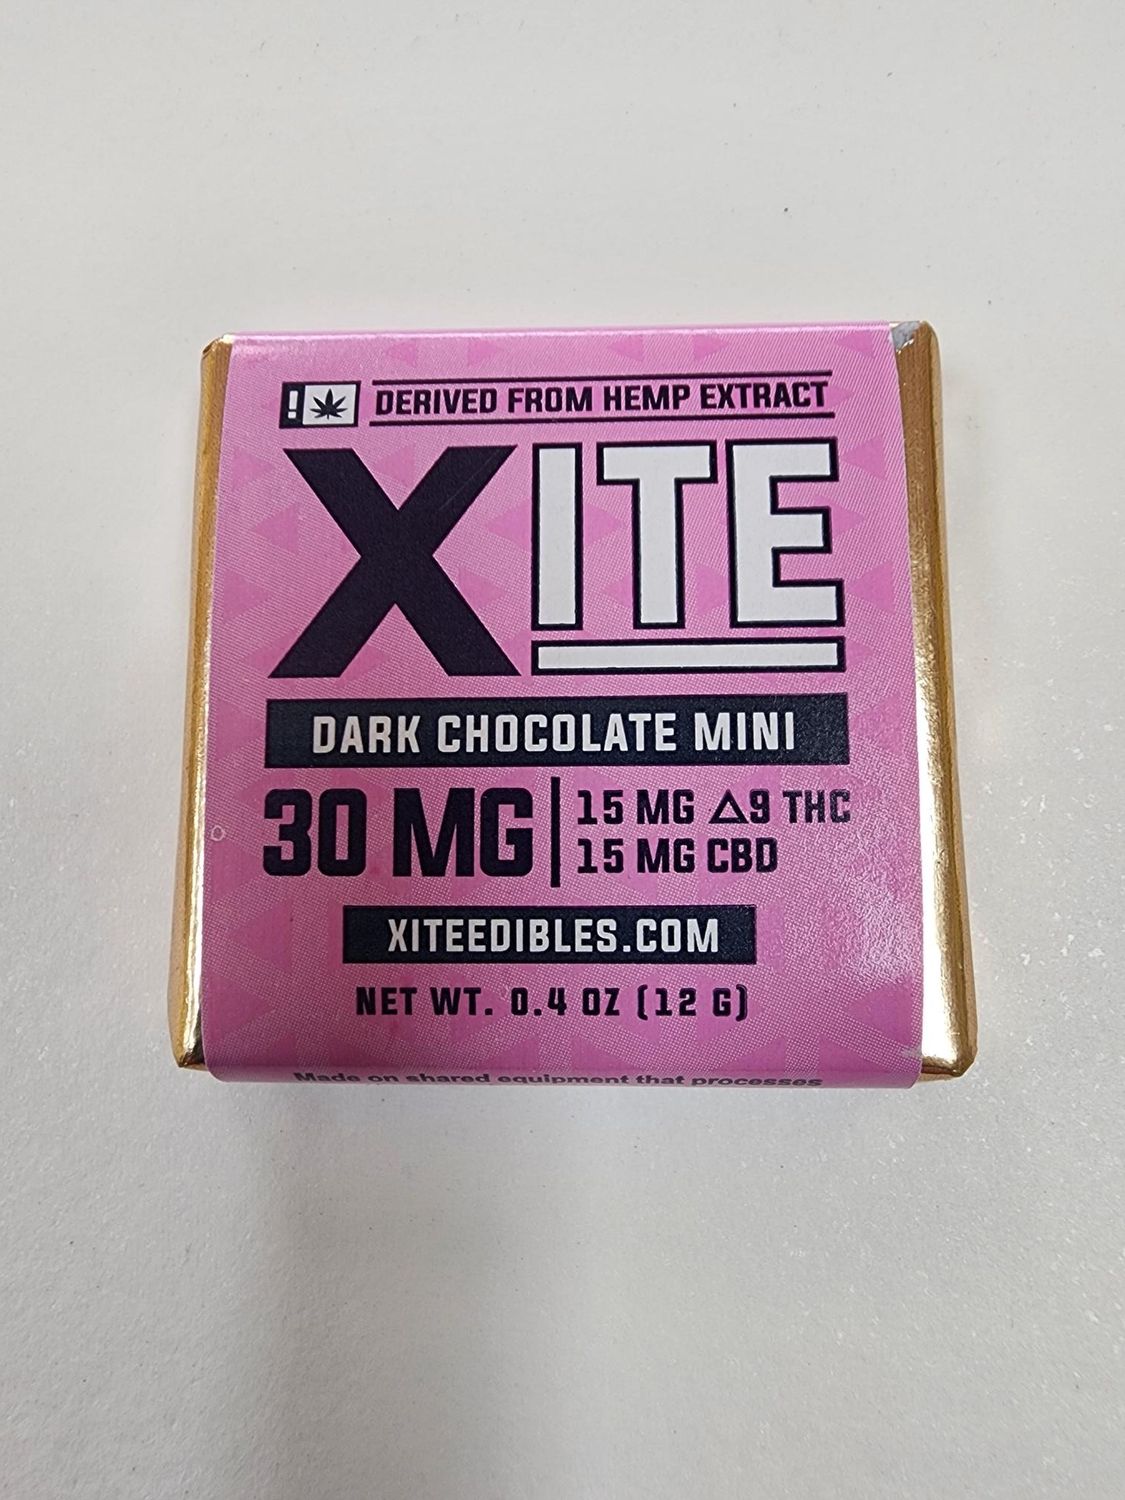 DERIVED FROM HEMP EXTRACT
XITE
DARK CHOCOLATE MINI
30 MG
15 MG Δ9 THC
15 MG CBD
XITEEDIBLES.COM
NET WT. 0.4 OZ (12 G)
Made on shared equipment that processes